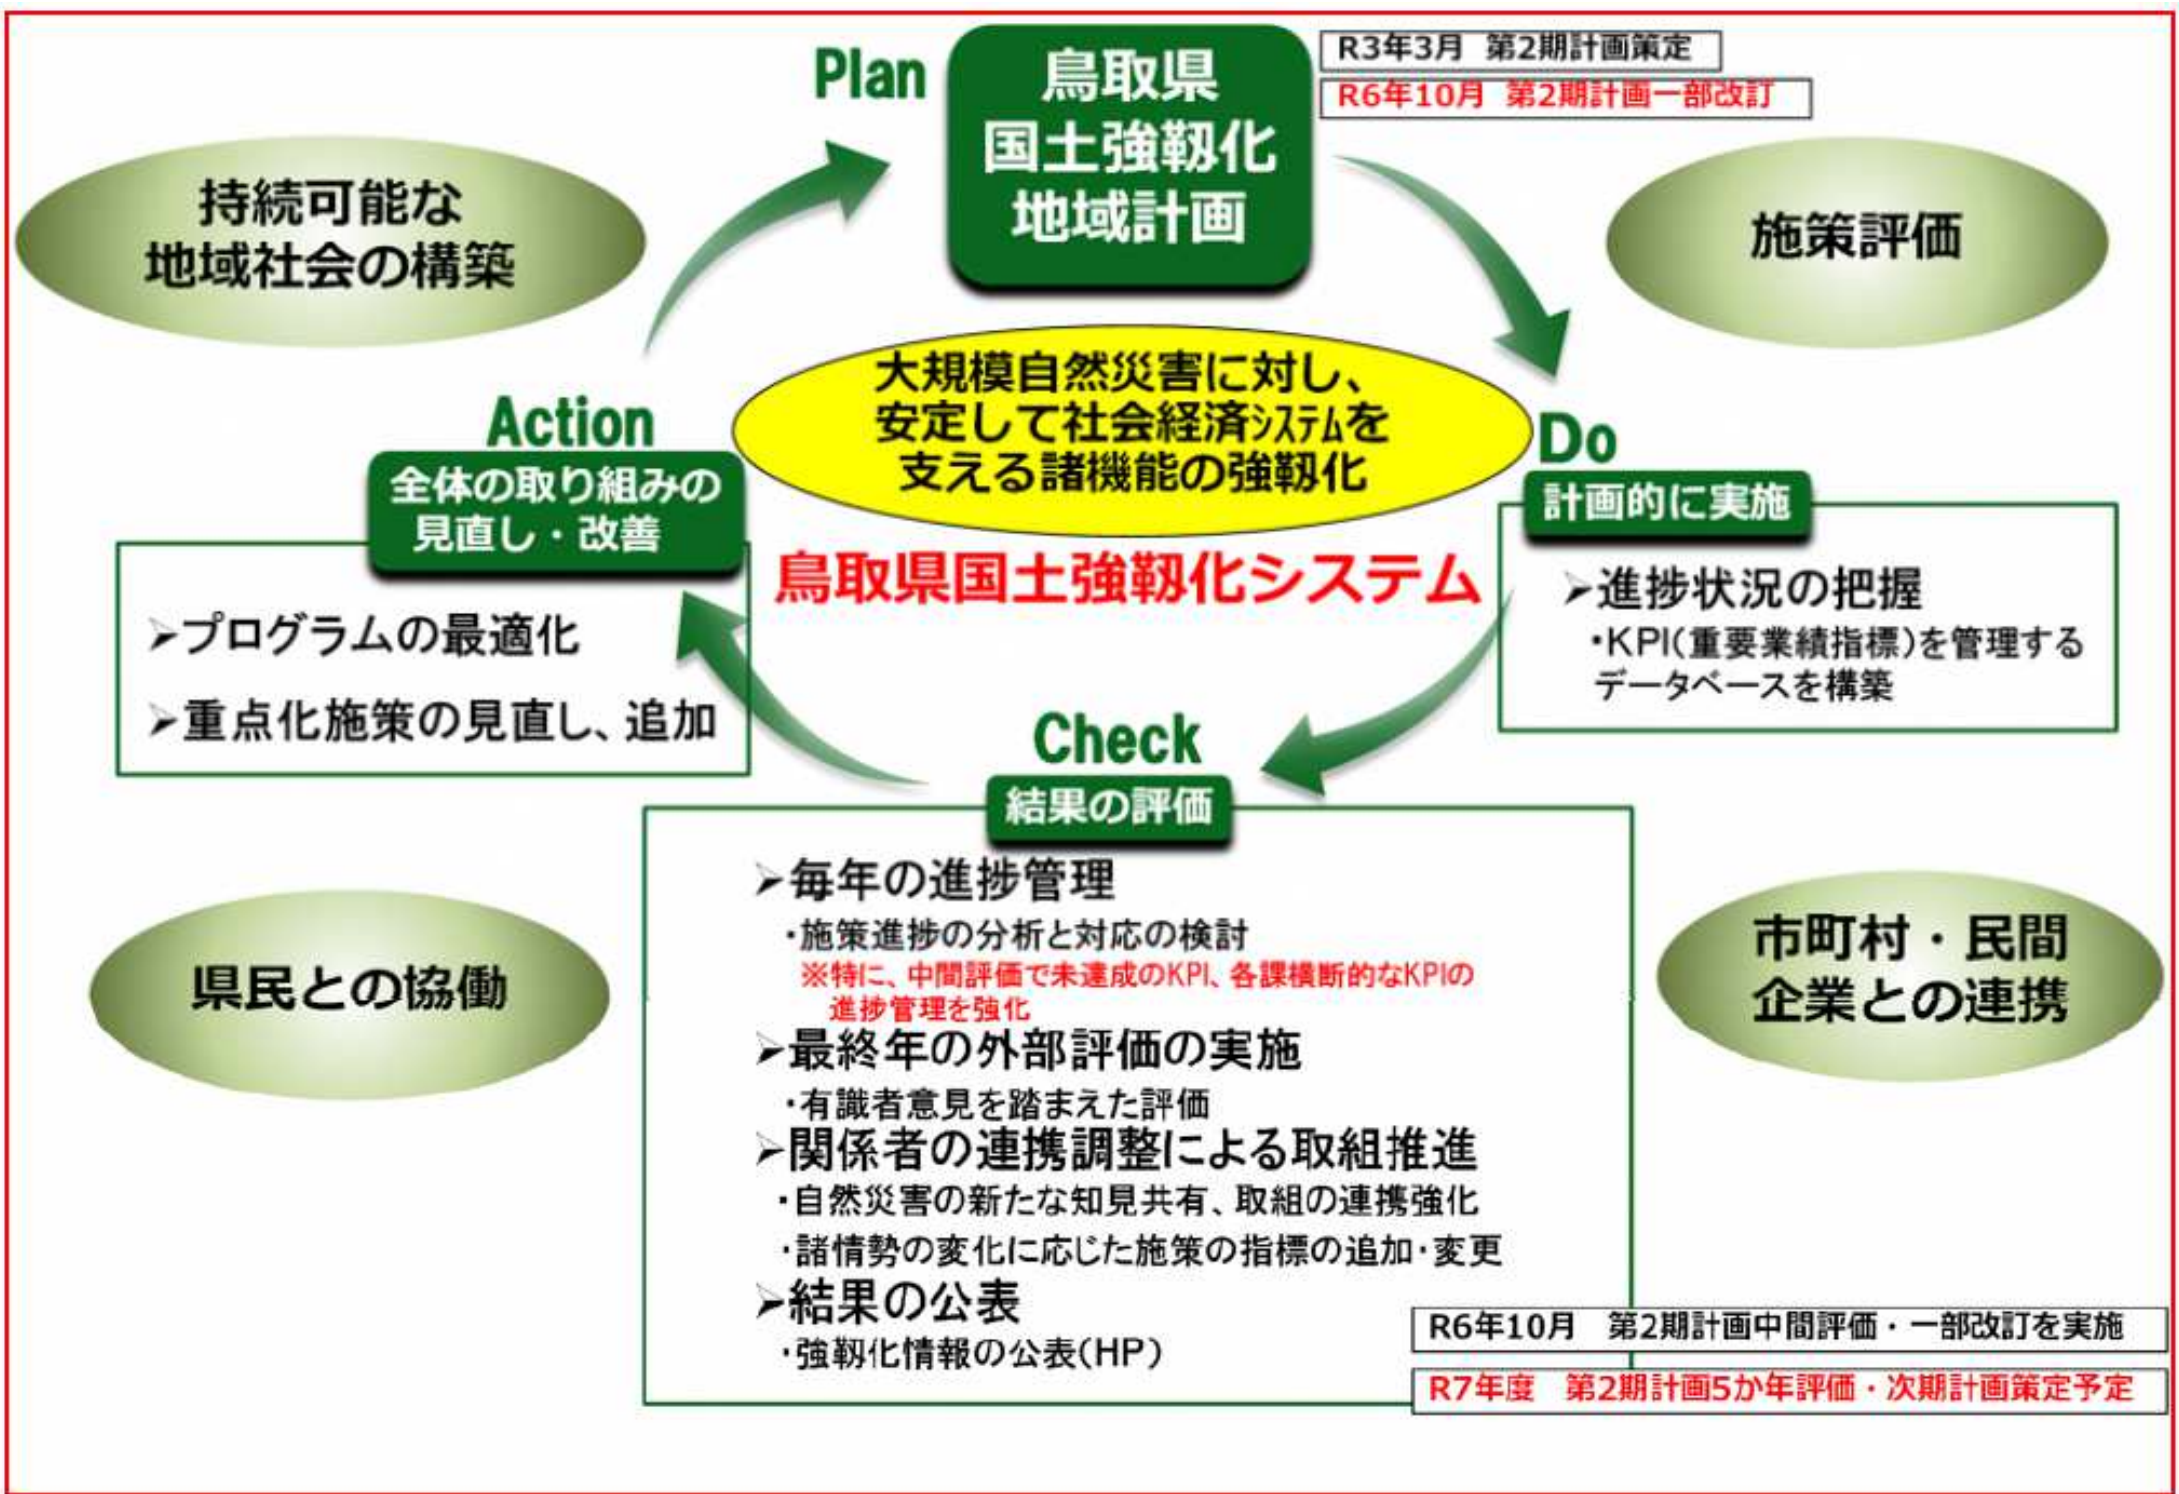 Plan
鳥取県
国土強靱化
地域計画
R3年3月 第2期計画策定
R6年10月 第2期計画一部改訂
持続可能な
地域社会の構築
施策評価
大規模自然災害に対し、
安定して社会経済ｼｽﾃﾑを
支える諸機能の強靱化
鳥取県国土強靱化システム
Action
全体の取り組みの
見直し・改善
➢プログラムの最適化
➢重点化施策の見直し、追加
Do
計画的に実施
➢進捗状況の把握
・KPI(重要業績指標)を管理する
データベースを構築
Check
結果の評価
➢毎年の進捗管理
・施策進捗の分析と対応の検討
※特に、中間評価で未達成のKPI、各課横断的なKPIの
進捗管理を強化
➢最終年の外部評価の実施
・有識者意見を踏まえた評価
➢関係者の連携調整による取組推進
・自然災害の新たな知見共有、取組の連携強化
・諸情勢の変化に応じた施策の指標の追加・変更
➢結果の公表
・強靱化情報の公表(HP)
県民との協働
市町村・民間
企業との連携
R6年10月 第2期計画中間評価・一部改訂を実施
R7年度 第2期計画5か年評価・次期計画策定予定